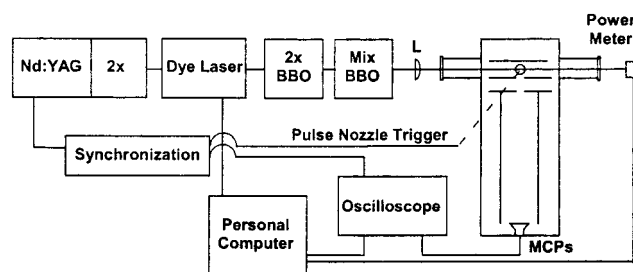 Nd:YAG
2x
Dye Laser
2x
BBO
Mix
BBO
L
Power
Meter
Pulse Nozzle Trigger
Synchronization
Oscilloscope
Personal
Computer
MCPs